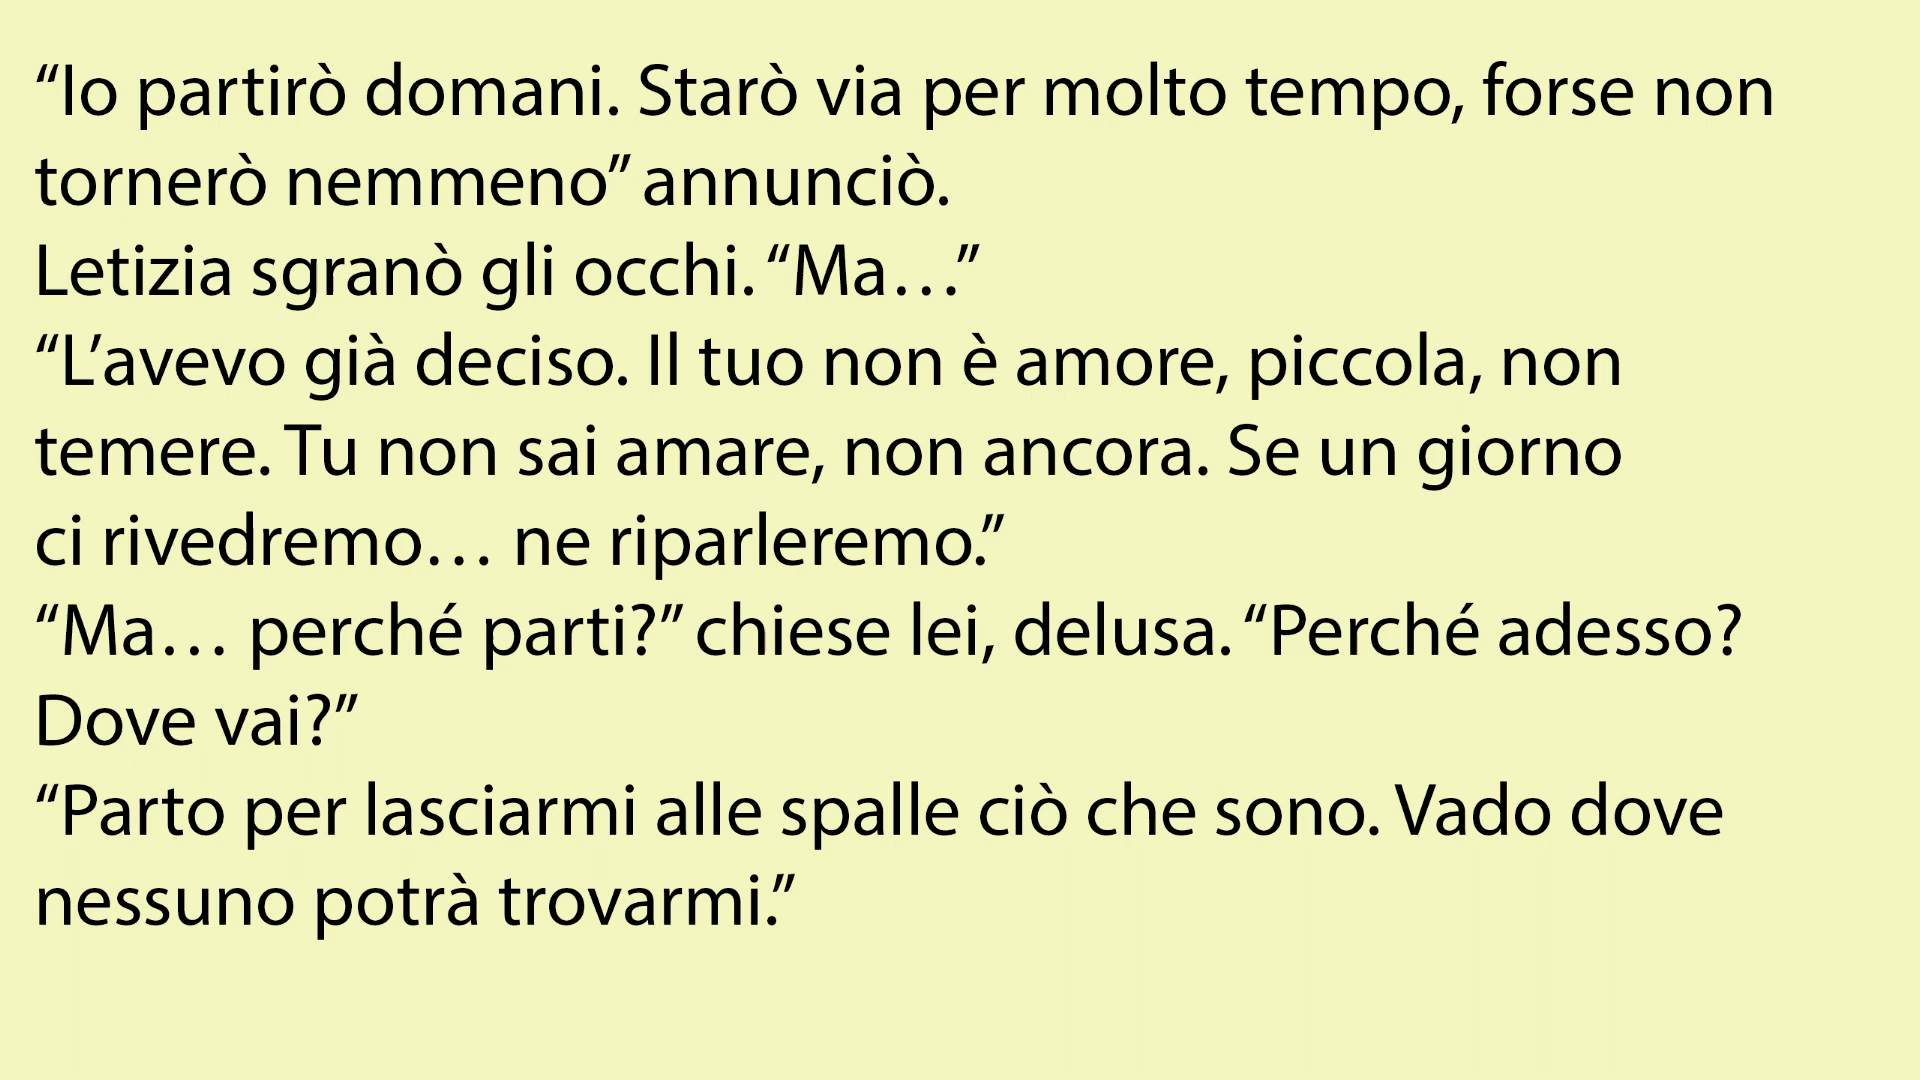 “Io partirò domani. Starò via per molto tempo, forse non
tornerò nemmeno” annunciò.
Letizia sgranò gli occhi. “Ma…”
“L’avevo già deciso. Il tuo non è amore, piccola, non
temere. Tu non sai amare, non ancora. Se un giorno
ci rivedremo… ne riparleremo.”
“Ma… perché parti?” chiese lei, delusa. “Perché adesso?
Dove vai?”
“Parto per lasciarmi alle spalle ciò che sono. Vado dove
nessuno potrà trovarmi.”